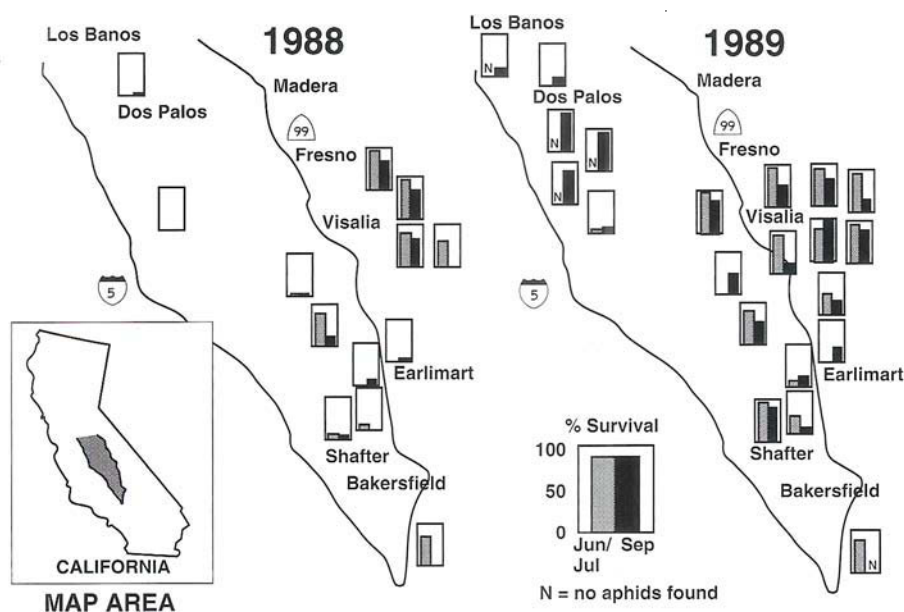 1988
Los Banos
Dos Palos
Madera
99
Fresno
Visalia
5
Earlimart
Shafter
Bakersfield
CALIFORNIA
MAP AREA
1989
Los Banos
N
Dos Palos
N
N
N
Madera
99
Fresno
Visalia
5
Earlimart
Shafter
Bakersfield
N
% Survival
100
50
0
Jun/ Sep
Jul
N = no aphids found